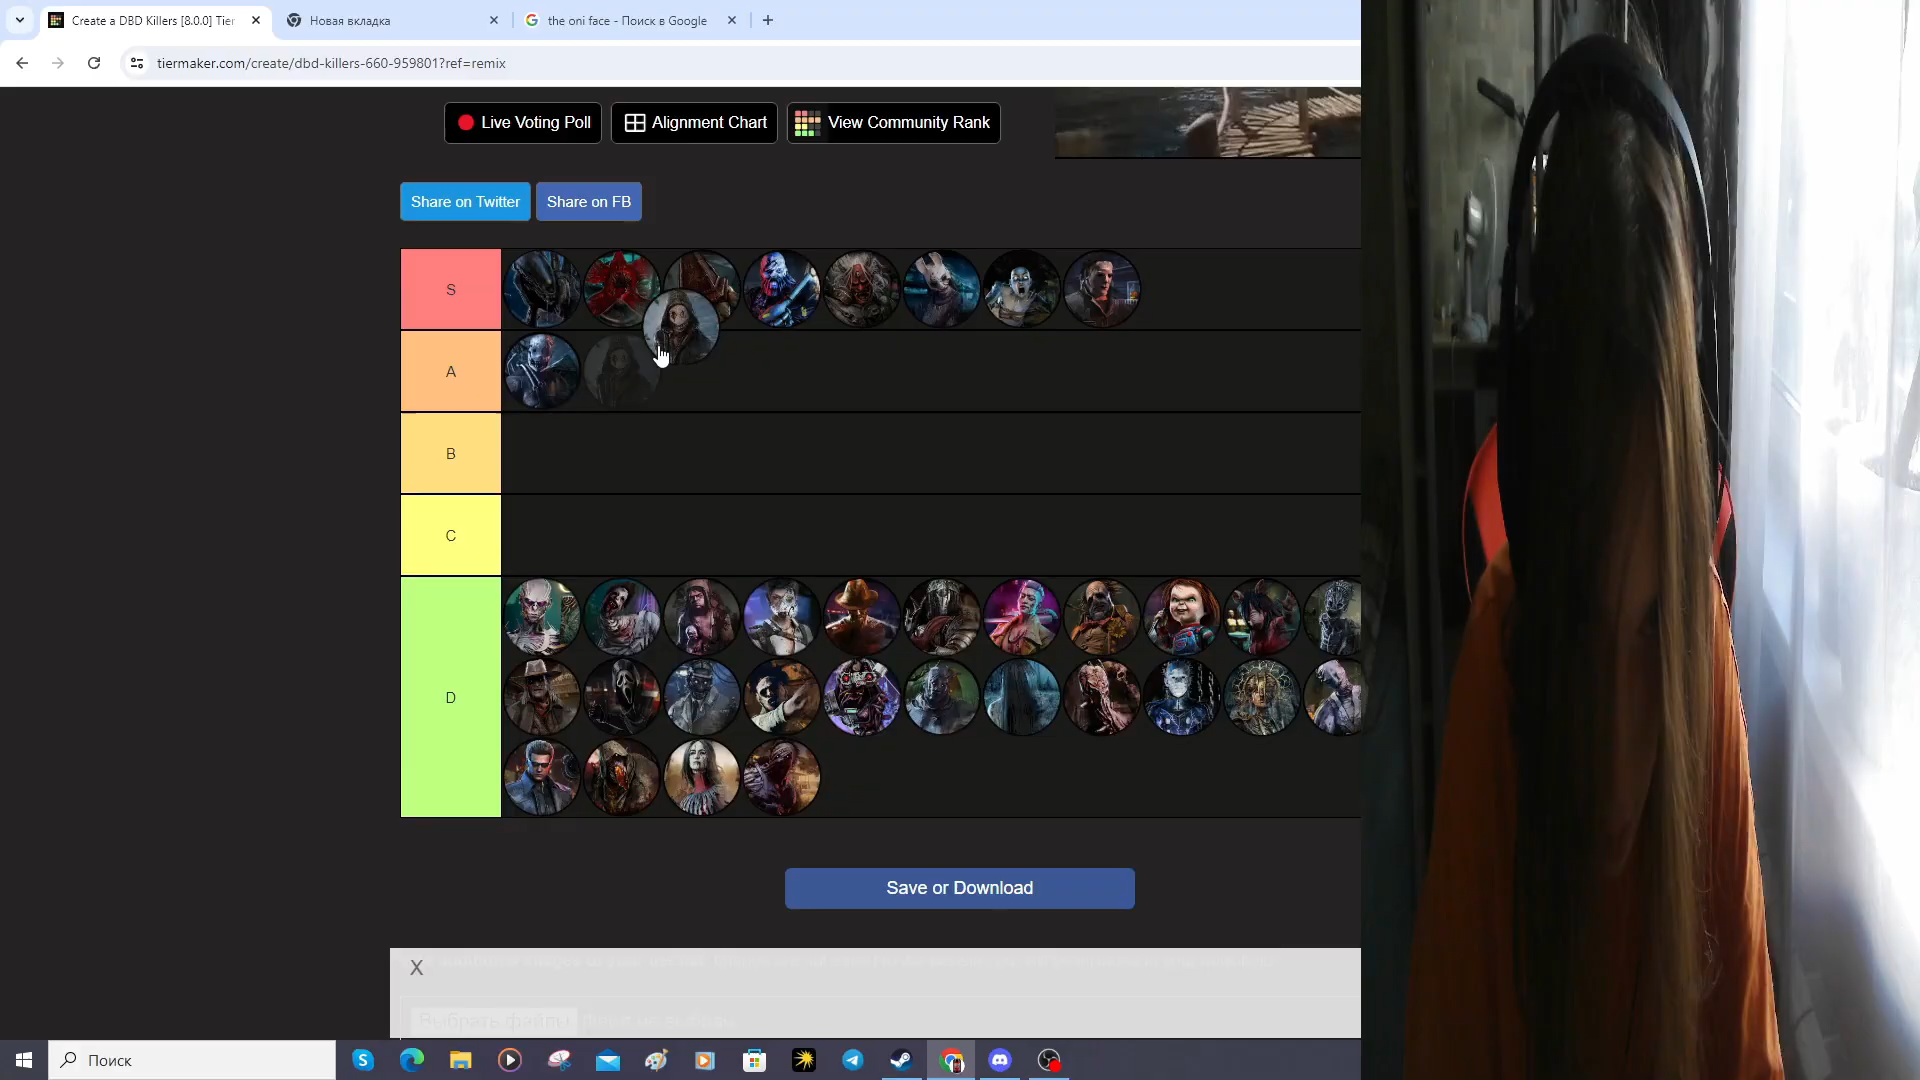 Create a DBD Killers [8.0.0] Tier
Новая вкладка
the oni face - Поиск в Google
tiermaker.com/create/dbd-killers-660-959801?ref=remix
Live Voting Poll
Alignment Chart
View Community Rank
Share on Twitter
Share on FB
S
A
B
C
D
Save or Download
X
Выбрать файлы
Поиск